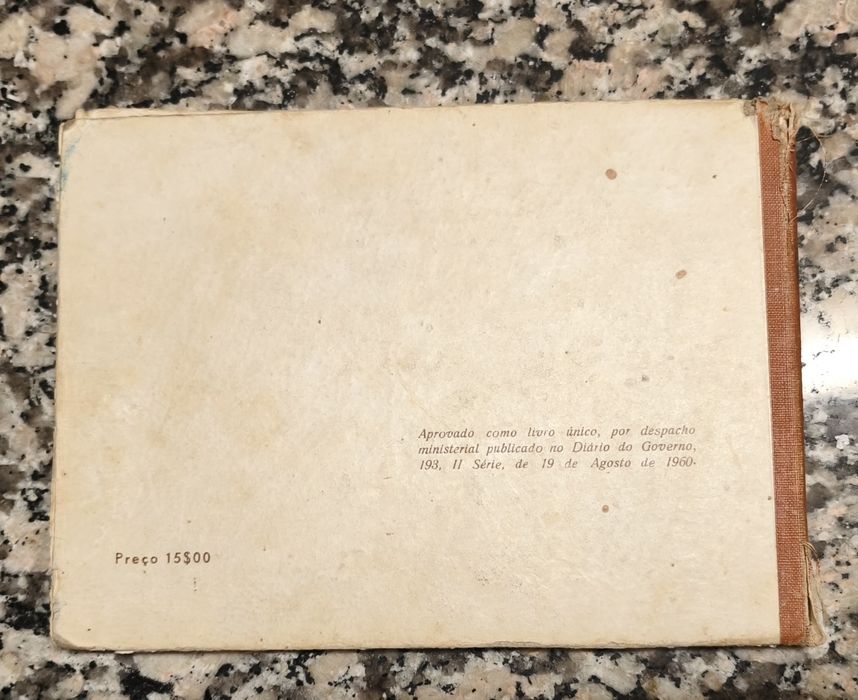 Aprovado como livro único, por despacho
ministerial publicado no Diário do Governo,
193, II Série, de 19 de Agosto de 1960.
Preço 15$00